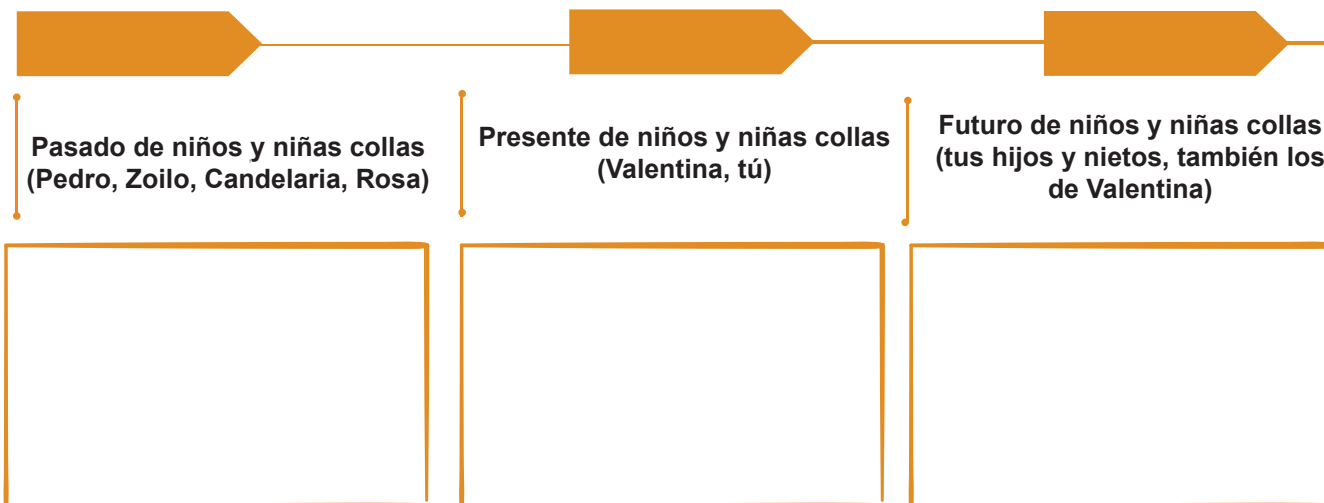 Pasado de niños y niñas collas
(Pedro, Zoilo, Candelaria, Rosa)
Presente de niños y niñas collas
(Valentina, tú)
Futuro de niños y niñas collas
(tus hijos y nietos, también los
de Valentina)